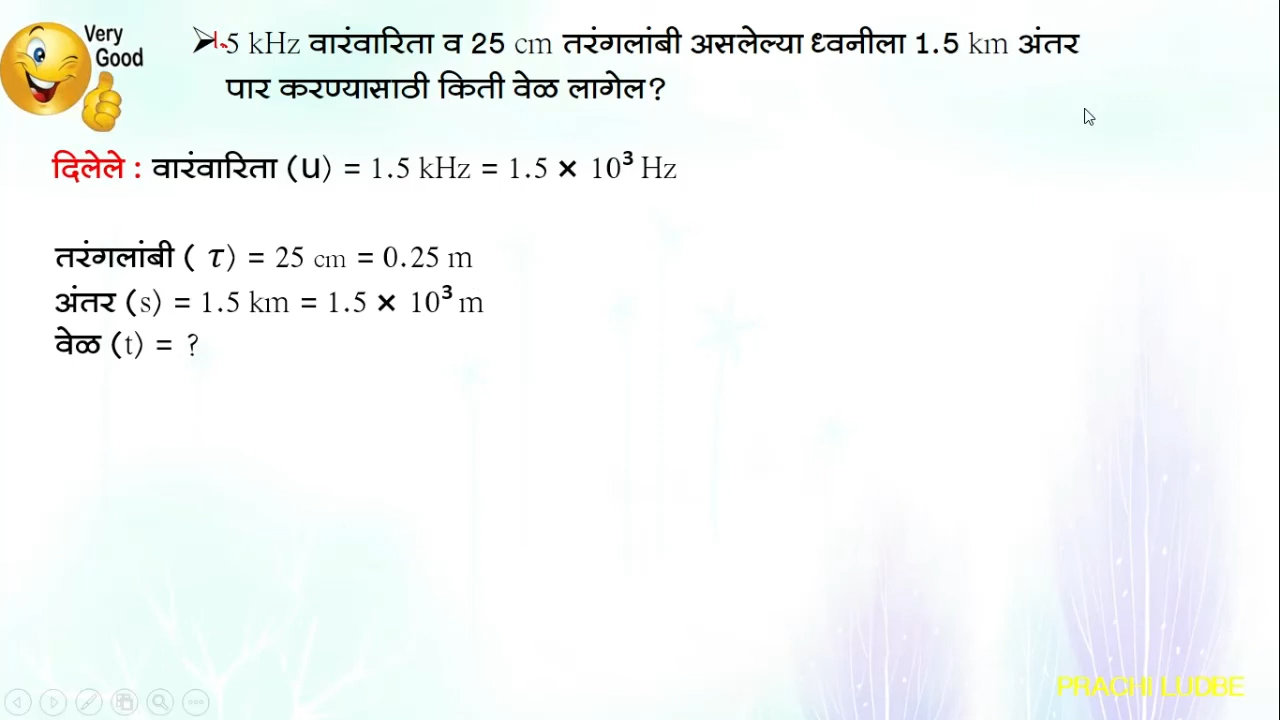 Very
Good
➢1.5 kHz वारंवारिता व 25 cm तरंगलांबी असलेल्या ध्वनीला 1.5 km अंतर
पार करण्यासाठी किती वेळ लागेल?
दिलेले : वारंवारिता (υ) = 1.5 kHz = 1.5 × 10³ Hz
तरंगलांबी ( τ) = 25 cm = 0.25 m
अंतर (s) = 1.5 km = 1.5 × 10³ m
वेळ (t) = ?
PRACHI LUDBE